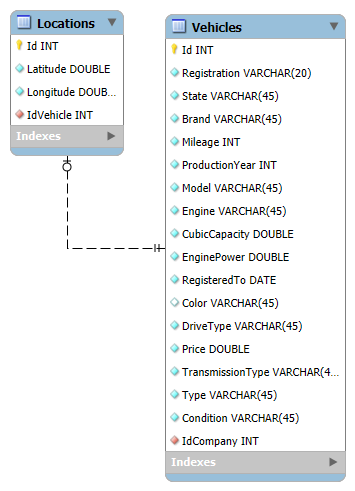 Locations
Id INT
Latitude DOUBLE
Longitude DOUB...
IdVehicle INT
Indexes
Vehicles
Id INT
Registration VARCHAR(20)
State VARCHAR(45)
Brand VARCHAR(45)
Mileage INT
ProductionYear INT
Model VARCHAR(45)
Engine VARCHAR(45)
CubicCapacity DOUBLE
EnginePower DOUBLE
RegisteredTo DATE
Color VARCHAR(45)
DriveType VARCHAR(45)
Price DOUBLE
TransmissionType VARCHAR(4...
Type VARCHAR(45)
Condition VARCHAR(45)
IdCompany INT
Indexes